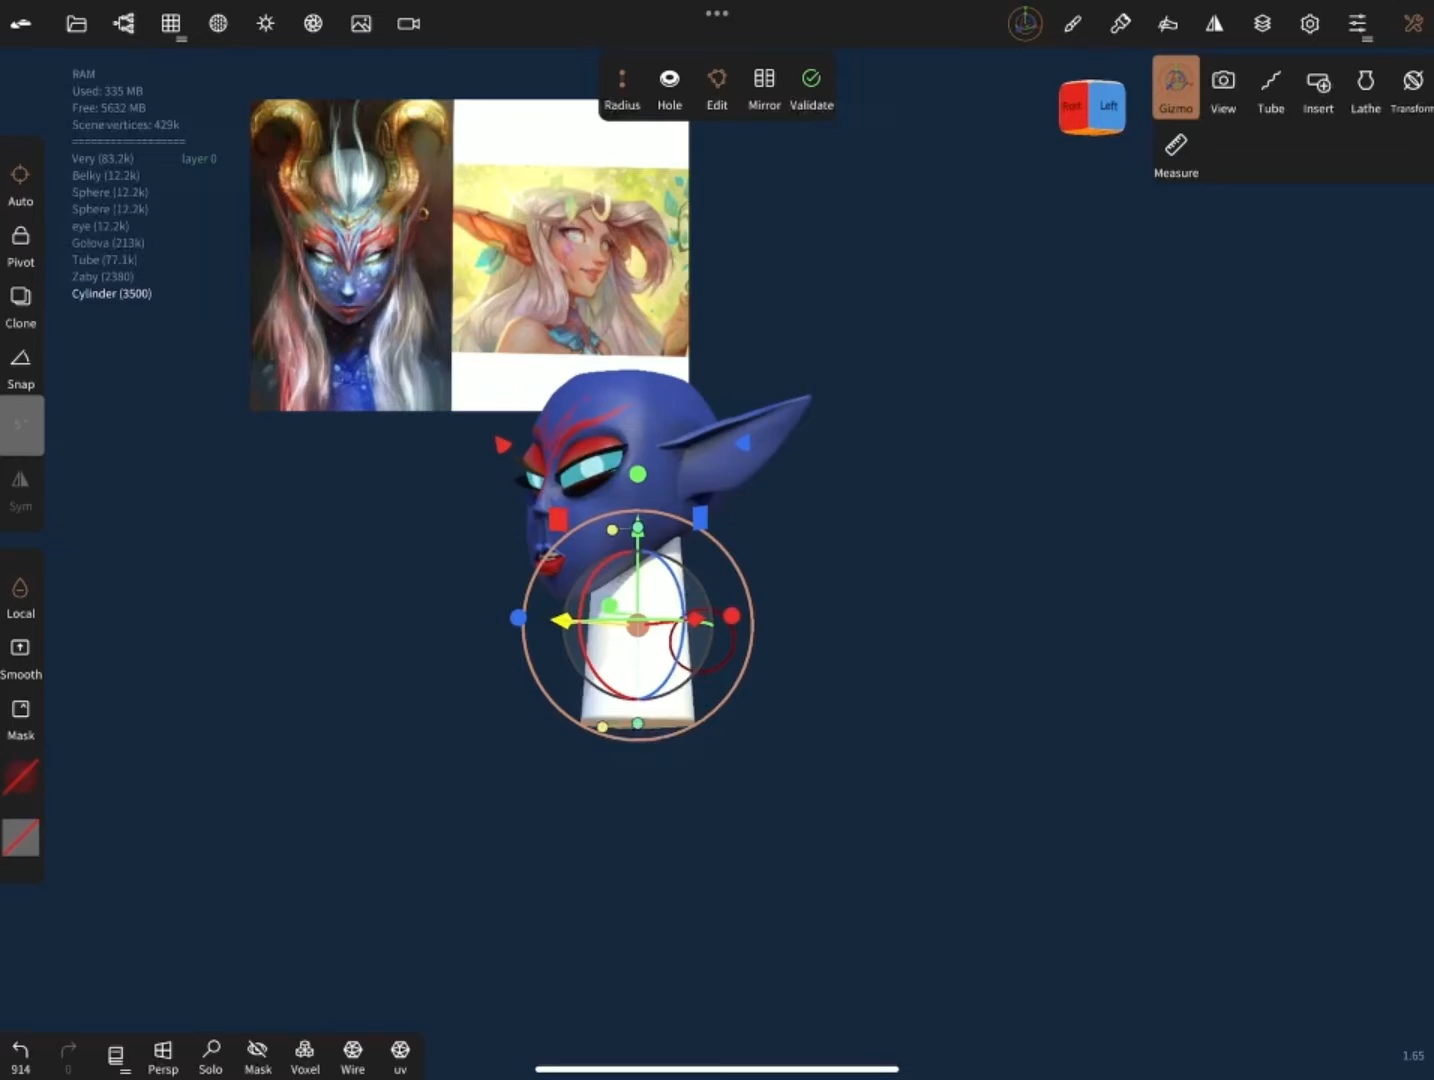 RAM
Used: 335 MB
Free: 5632 MB
Scene vertices: 429k
Very (83.2k) layer 0
Belky (12.2k)
Sphere (12.2k)
Sphere (12.2k)
eye (12.2k)
Golova (213k)
Tube (77.1k)
Zaby (2380)
Cylinder (3500)
Radius Hole Edit Mirror Validate
Left
Gizmo View Tube Insert Lathe Transform
Measure
Auto
Pivot
Clone
Snap
5°
Sym
Local
Smooth
Mask
914 0 Persp Solo Mask Voxel Wire uv
1.65